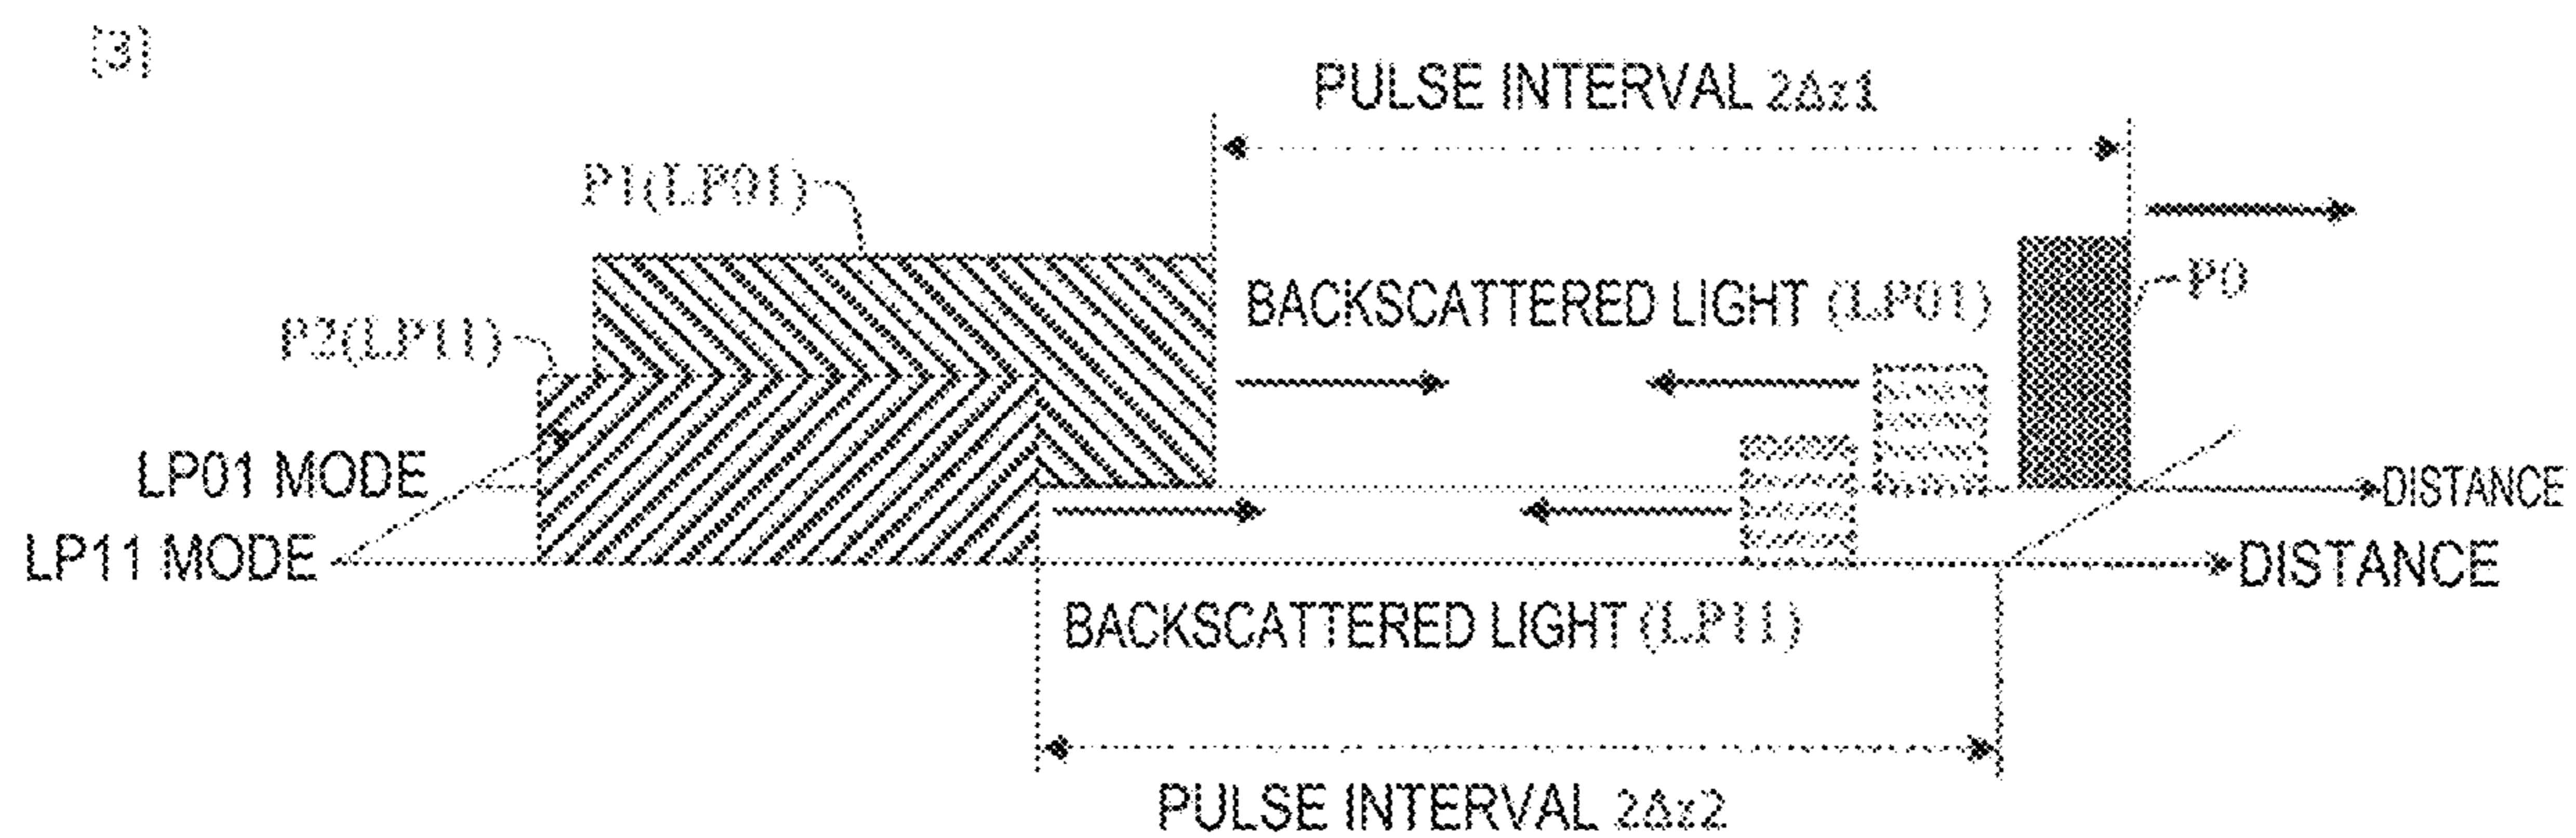 [3]
PULSE INTERVAL 2Δz1
P1(LP01)
BACKSCATTERED LIGHT (LP01)
P0
P2(LP11)
LP01 MODE
DISTANCE
LP11 MODE
DISTANCE
BACKSCATTERED LIGHT (LP11)
PULSE INTERVAL 2Δz2